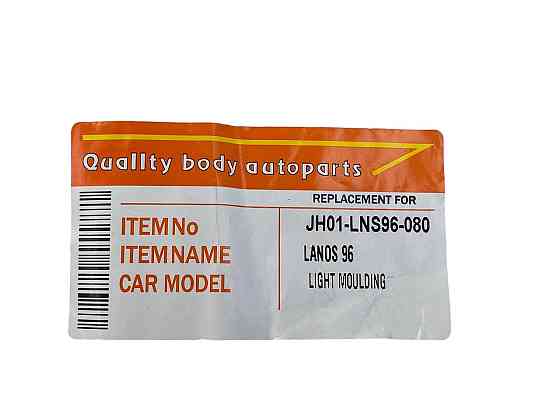 Quallty body autoparts
REPLACEMENT FOR
ITEM No JH01-LNS96-080
ITEM NAME LANOS 96
CAR MODEL LIGHT MOULDING